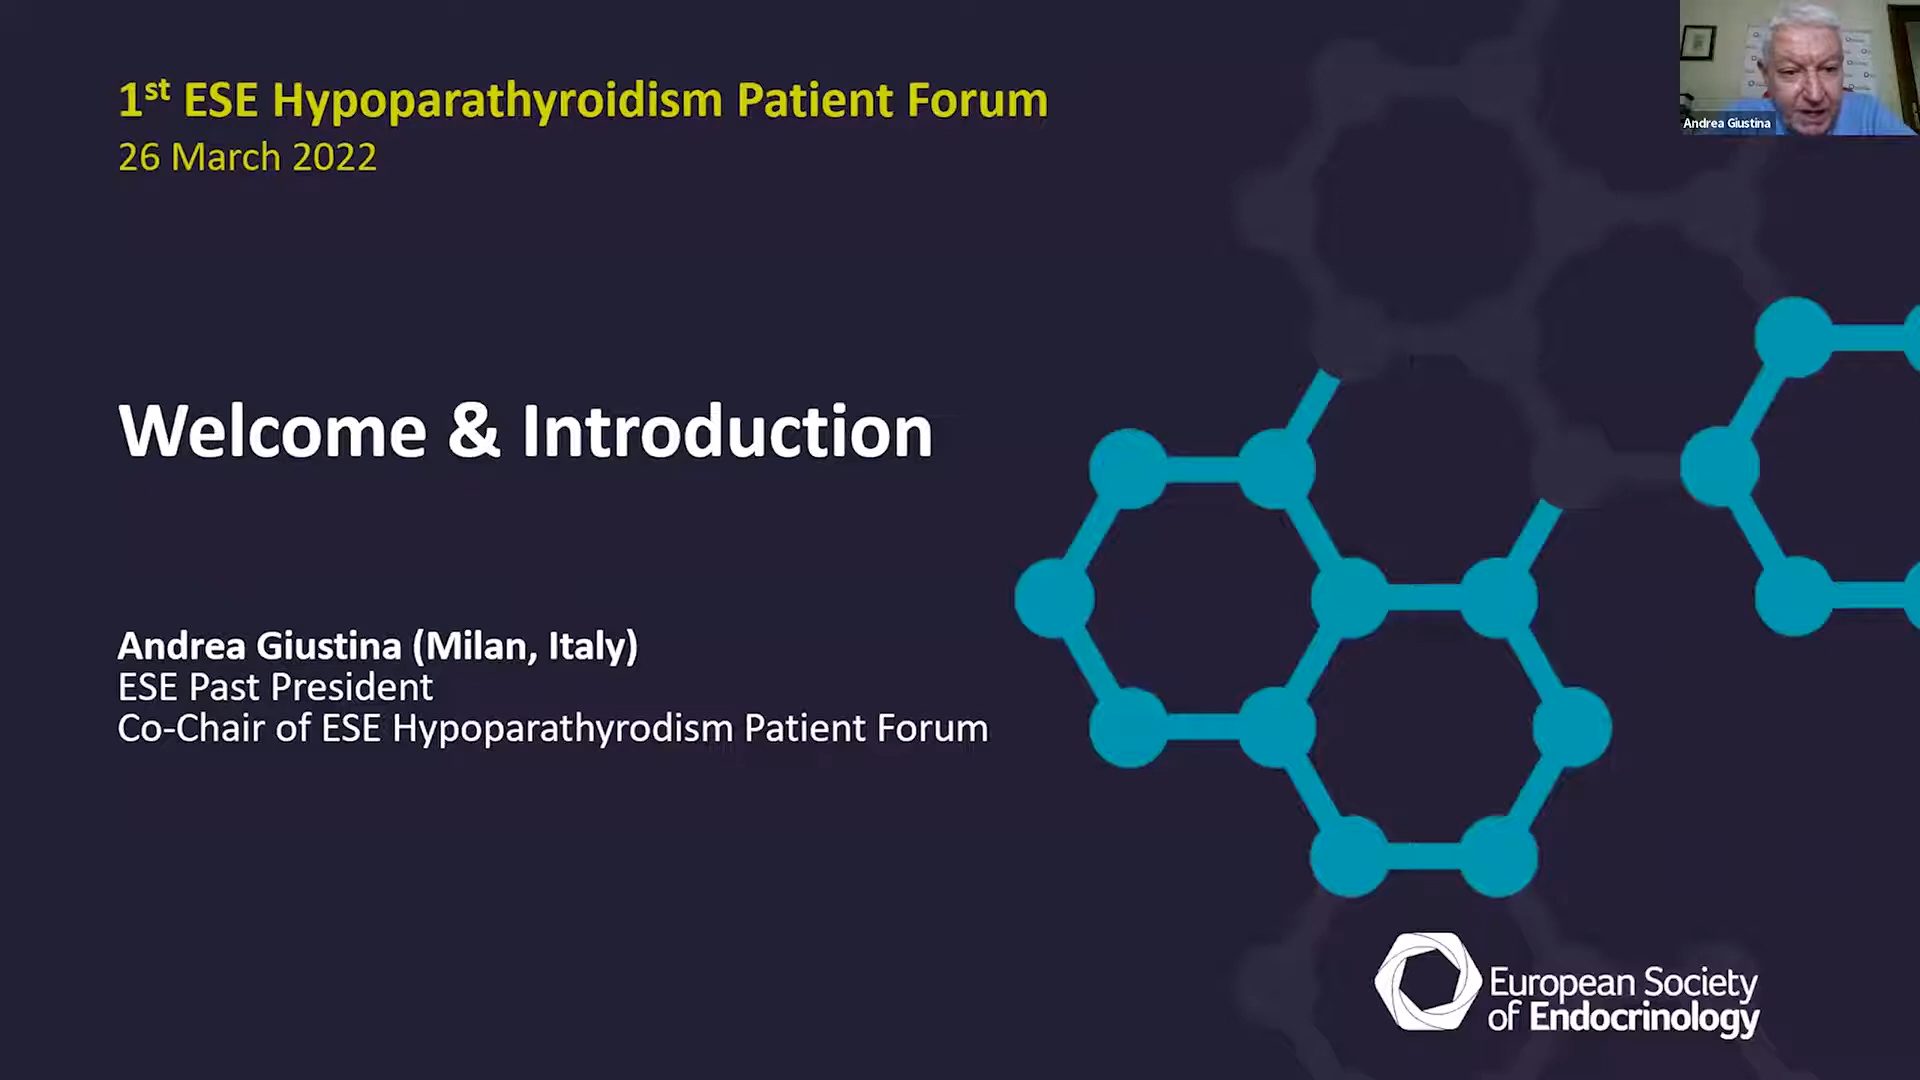 1st ESE Hypoparathyroidism Patient Forum
26 March 2022
Andrea Giustina
Welcome & Introduction
Andrea Giustina (Milan, Italy)
ESE Past President
Co-Chair of ESE Hypoparathyrodism Patient Forum
European Society
of Endocrinology